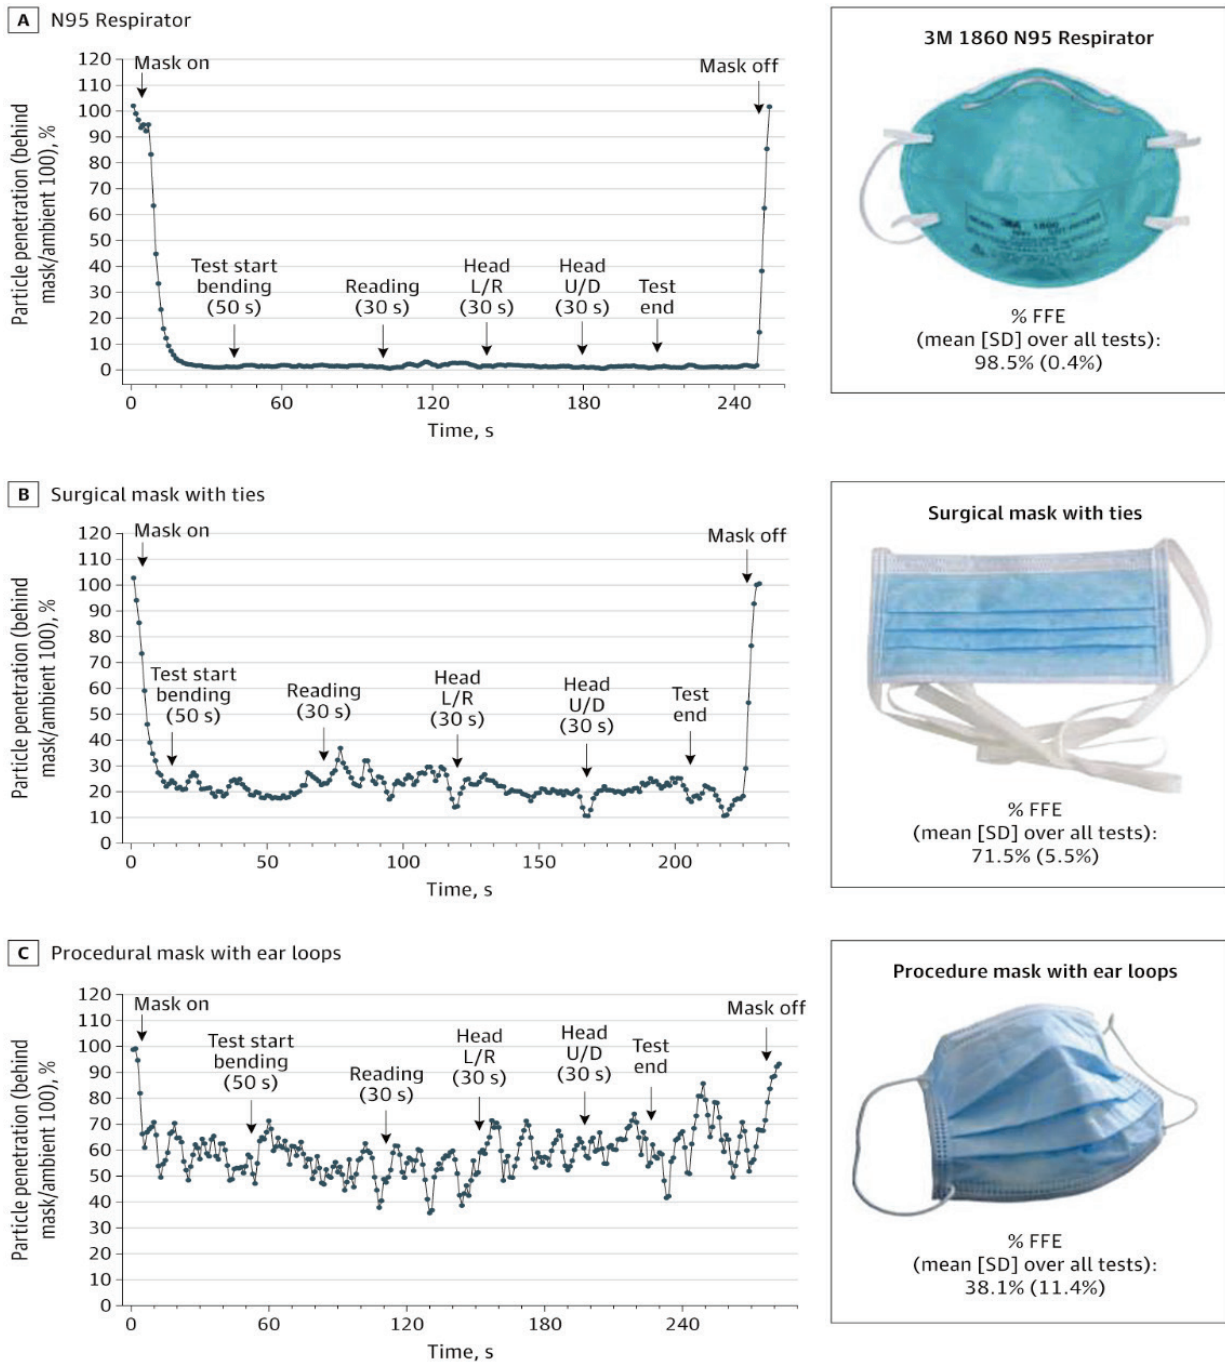 A N95 Respirator
Particle penetration (behind
mask/ambient 100), %
120
110
100
90
80
70
60
50
40
30
20
10
0
Mask on
Test start
bending
(50 s)
Reading
(30 s)
Head
L/R
(30 s)
Head
U/D
(30 s)
Test
end
Mask off
0 60 120 180 240
Time, s
3M 1860 N95 Respirator
3M 1860
% FFE
(mean [SD] over all tests):
98.5% (0.4%)
B Surgical mask with ties
Particle penetration (behind
mask/ambient 100), %
120
110
100
90
80
70
60
50
40
30
20
10
0
Mask on
Test start
bending
(50 s)
Reading
(30 s)
Head
L/R
(30 s)
Head
U/D
(30 s)
Test
end
Mask off
0 50 100 150 200
Time, s
Surgical mask with ties
% FFE
(mean [SD] over all tests):
71.5% (5.5%)
C Procedural mask with ear loops
Particle penetration (behind
mask/ambient 100), %
120
110
100
90
80
70
60
50
40
30
20
10
0
Mask on
Test start
bending
(50 s)
Reading
(30 s)
Head
L/R
(30 s)
Head
U/D
(30 s)
Test
end
Mask off
0 60 120 180 240
Time, s
Procedure mask with ear loops
% FFE
(mean [SD] over all tests):
38.1% (11.4%)